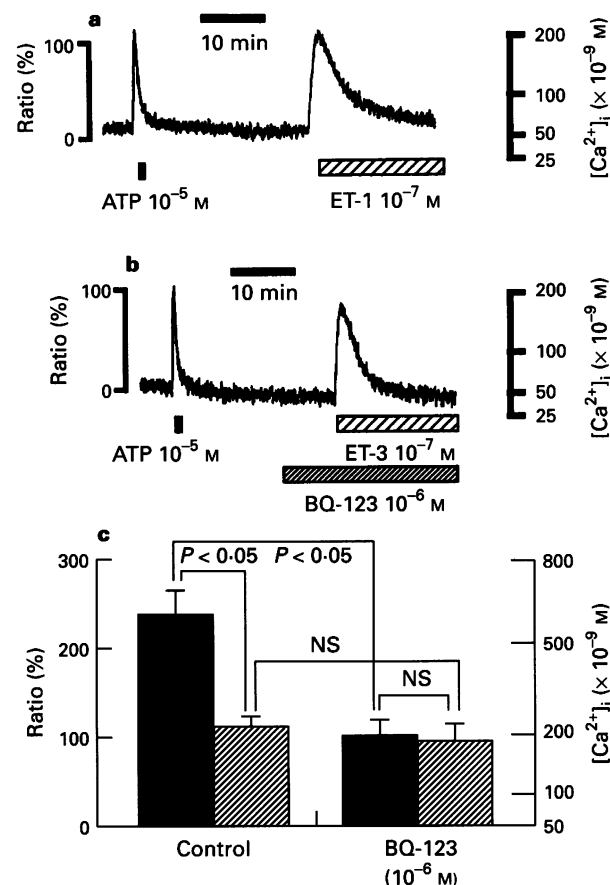 a
10 min
100
0
Ratio (%)
200
100
50
25
[Ca²⁺]ᵢ (× 10⁻⁹ M)
ATP 10⁻⁵ M
ET-1 10⁻⁷ M
b
10 min
100
0
Ratio (%)
200
100
50
25
[Ca²⁺]ᵢ (× 10⁻⁹ M)
ATP 10⁻⁵ M
ET-3 10⁻⁷ M
BQ-123 10⁻⁶ M
c
300
200
100
0
Ratio (%)
P < 0·05 P < 0·05
NS
NS
800
500
200
100
50
[Ca²⁺]ᵢ (× 10⁻⁹ M)
Control
BQ-123
(10⁻⁶ M)